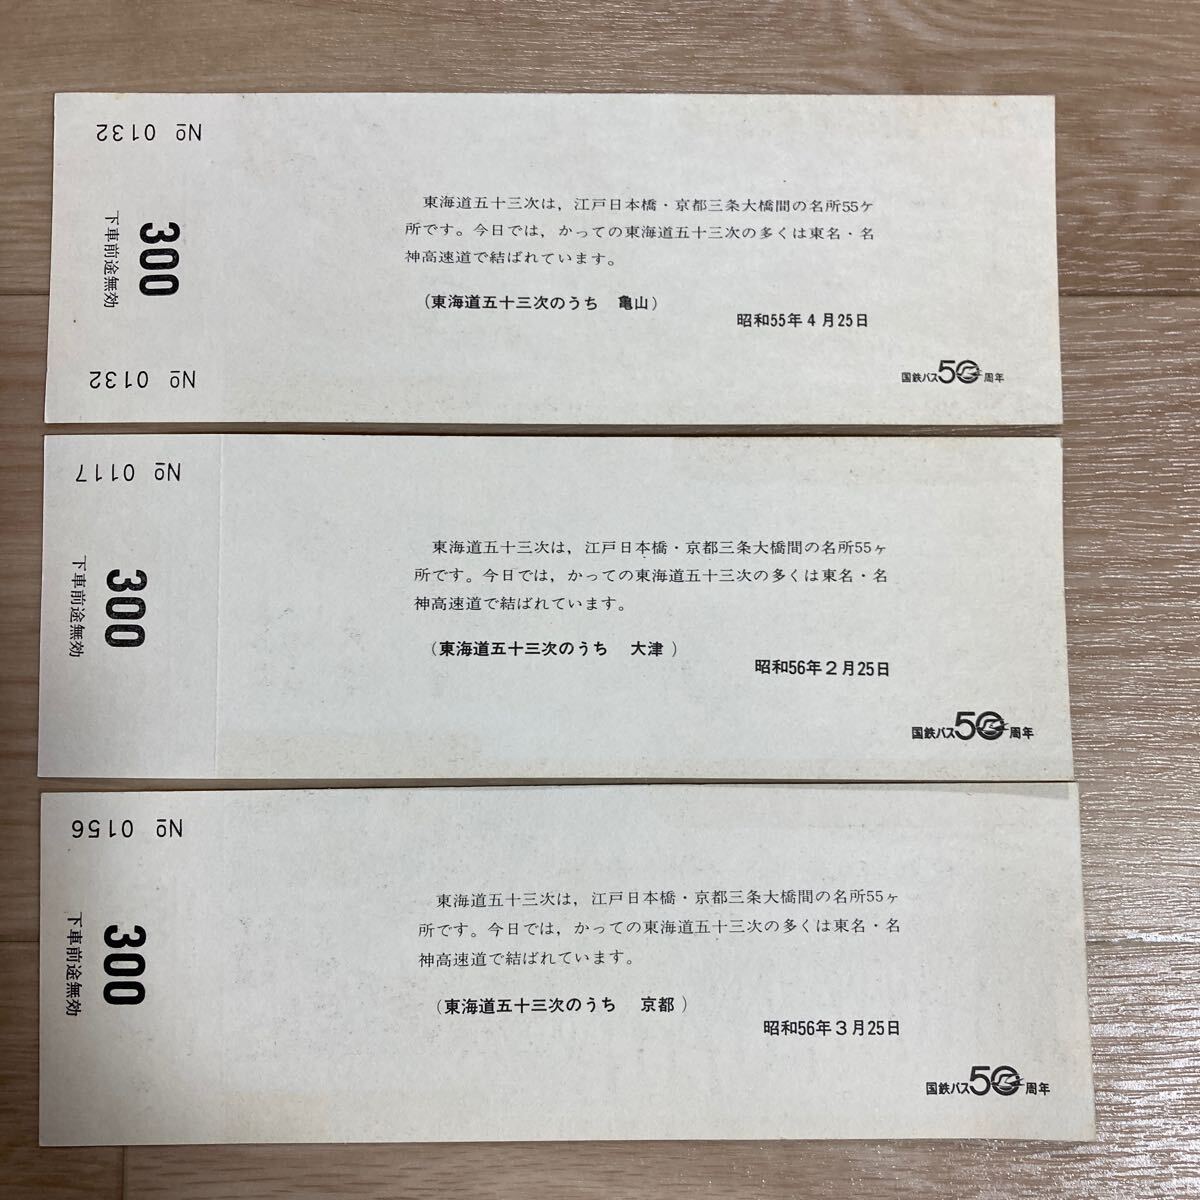 № 0132
300
下車前途無効
№ 0132
東海道五十三次は，江戸日本橋・京都三条大橋間の名所55ケ
所です。今日では，かっての東海道五十三次の多くは東名・名
神高速道で結ばれています。
（東海道五十三次のうち　亀山）
昭和55年4月25日
国鉄バス50周年
№ 0117
300
下車前途無効
東海道五十三次は，江戸日本橋・京都三条大橋間の名所55ヶ
所です。今日では，かっての東海道五十三次の多くは東名・名
神高速道で結ばれています。
（東海道五十三次のうち　大津）
昭和56年2月25日
国鉄バス50周年
№ 0156
300
下車前途無効
東海道五十三次は，江戸日本橋・京都三条大橋間の名所55ヶ
所です。今日では，かっての東海道五十三次の多くは東名・名
神高速道で結ばれています。
（東海道五十三次のうち　京都）
昭和56年3月25日
国鉄バス50周年